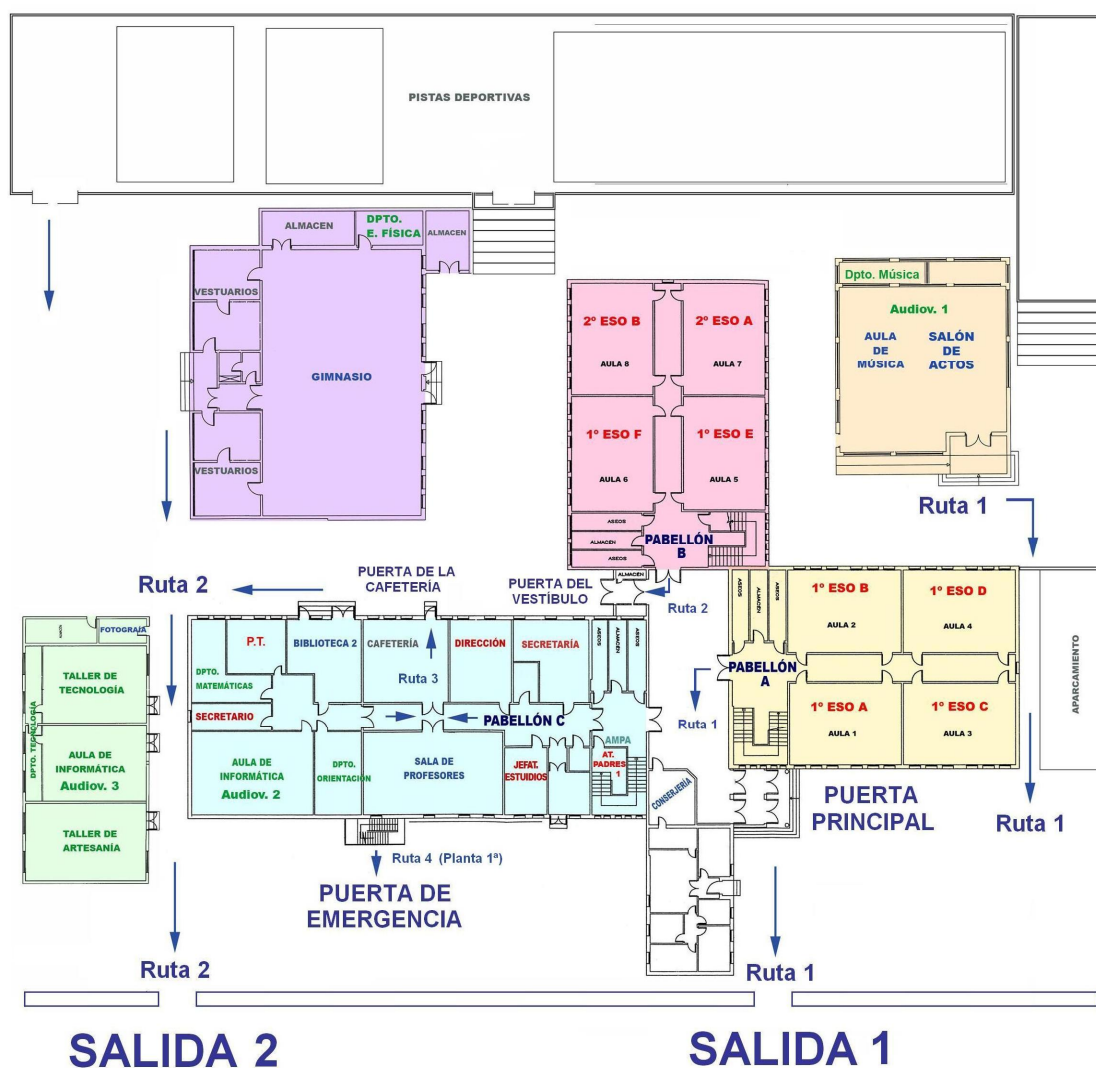 PISTAS DEPORTIVAS
ALMACEN
DPTO.
E. FÍSICA
ALMACEN
VESTUARIOS
GIMNASIO
VESTUARIOS
2º ESO B
AULA 8
2º ESO A
AULA 7
1º ESO F
AULA 6
1º ESO E
AULA 5
ASEOS
ALMACEN
ASEOS
PABELLÓN
B
Dpto. Música
Audiov. 1
AULA
DE
MÚSICA
SALÓN
DE
ACTOS
Ruta 1
Ruta 2
PUERTA DE LA
CAFETERÍA
PUERTA DEL
VESTÍBULO
ALMACEN
Ruta 2
FOTOGRAJA
TALLER DE
TECNOLOGÍA
DPTO. TECNOLOGÍA
AULA DE
INFORMÁTICA
Audiov. 3
TALLER DE
ARTESANÍA
P.T.
DPTO.
MATEMÁTICAS
BIBLIOTECA 2
CAFETERÍA
Ruta 3
DIRECCIÓN
SECRETARÍA
ASEOS
ALMACEN
ASEOS
SECRETARIO
PABELLÓN C
AULA DE
INFORMÁTICA
Audiov. 2
DPTO.
ORIENTACIÓN
SALA DE
PROFESORES
JEFAT.
ESTUDIOS
AMPA
AT.
PADRES
1
CONSERJERÍA
Ruta 1
ASEOS
ALMACÉN
ASEOS
PABELLÓN
A
1º ESO B
AULA 2
1º ESO D
AULA 4
1º ESO A
AULA 1
1º ESO C
AULA 3
APARCAMIENTO
PUERTA
PRINCIPAL
Ruta 1
Ruta 4 (Planta 1ª)
PUERTA DE
EMERGENCIA
Ruta 2
Ruta 1
SALIDA 2
SALIDA 1